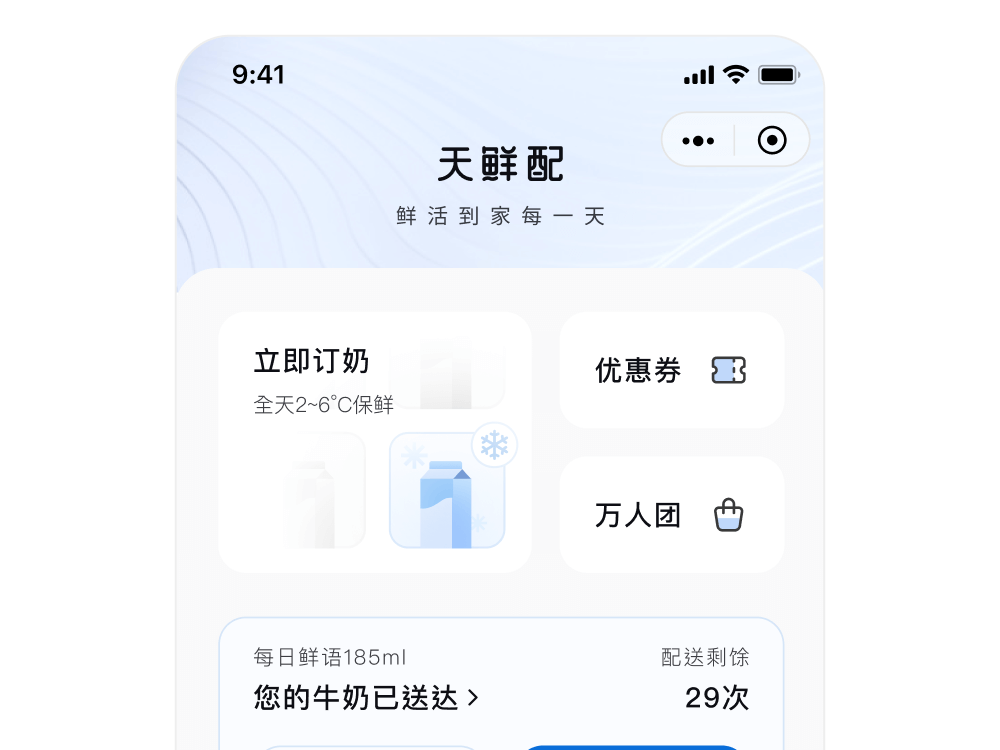 9:41
天鲜配
鲜活到家每一天
立即订奶
全天2~6°C保鲜
优惠券
万人团
每日鲜语185ml
配送剩馀
您的牛奶已送达
29次